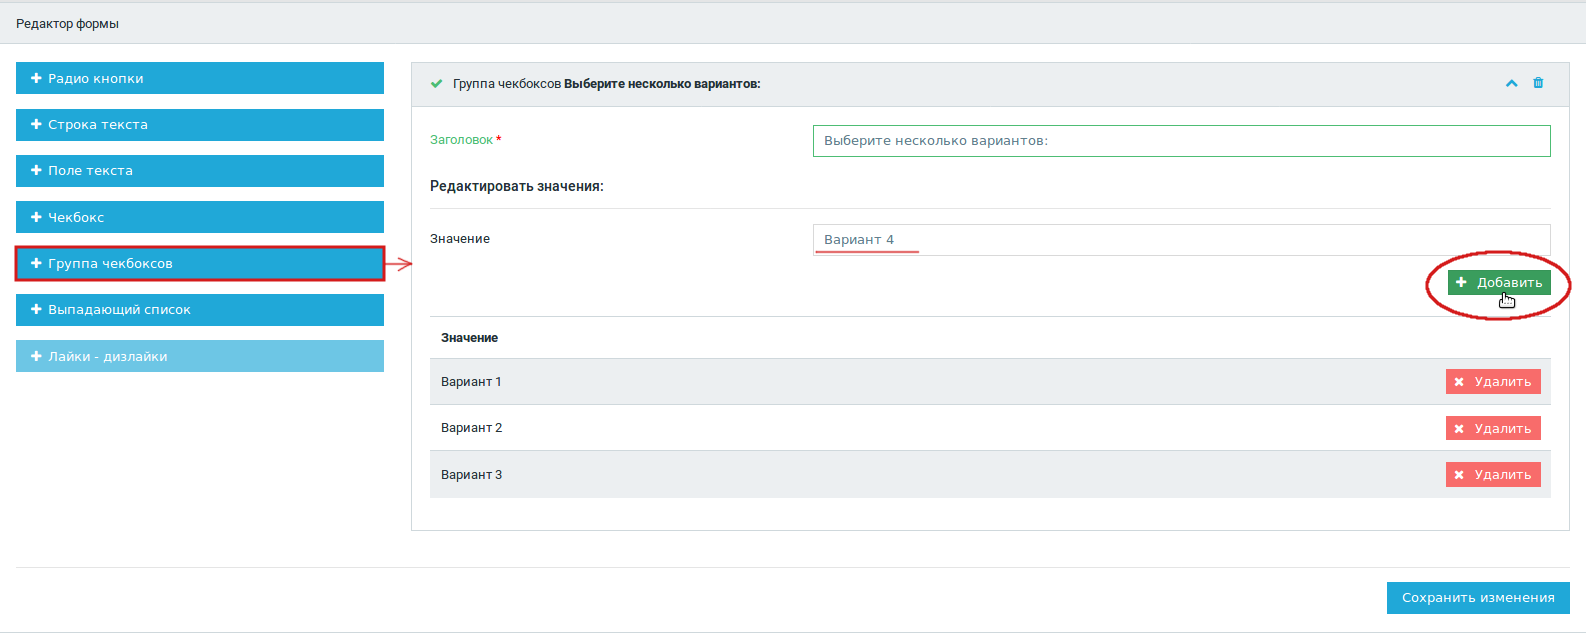 Редактор формы
Радио кнопки
Строка текста
Поле текста
Чекбокс
Группа чекбоксов
Выпадающий список
Лайки - дизлайки
Группа чекбоксов Выберите несколько вариантов:
Заголовок * Выберите несколько вариантов:
Редактировать значения:
Значение Вариант 4
Добавить
Значение
Вариант 1 Удалить
Вариант 2 Удалить
Вариант 3 Удалить
Сохранить изменения